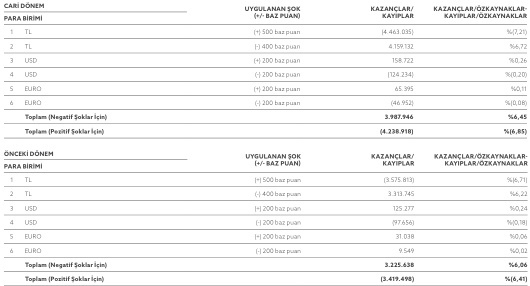 CARİ DÖNEM
PARA BİRİMİ UYGULANAN ŞOK (+/- BAZ PUAN) KAZANÇLAR/ KAYIPLAR KAZANÇLAR/ÖZKAYNAKLAR- KAYIPLAR/ÖZKAYNAKLAR
1 TL (+) 500 baz puan (4.463.035) %(7,21)
2 TL (-) 400 baz puan 4.159.132 %6,72
3 USD (+) 200 baz puan 158.722 %0,26
4 USD (-) 200 baz puan (124.234) %(0,20)
5 EURO (+) 200 baz puan 65.395 %0,11
6 EURO (-) 200 baz puan (46.952) %(0,08)
Toplam (Negatif Şoklar İçin) 3.987.946 %6,45
Toplam (Pozitif Şoklar İçin) (4.238.918) %(6,85)
ÖNCEKİ DÖNEM
PARA BİRİMİ UYGULANAN ŞOK (+/- BAZ PUAN) KAZANÇLAR/ KAYIPLAR KAZANÇLAR/ÖZKAYNAKLAR- KAYIPLAR/ÖZKAYNAKLAR
1 TL (+) 500 baz puan (3.575.813) %(6,71)
2 TL (-) 400 baz puan 3.313.745 %6,22
3 USD (+) 200 baz puan 125.277 %0,24
4 USD (-) 200 baz puan (97.656) %(0,18)
5 EURO (+) 200 baz puan 31.038 %0,06
6 EURO (-) 200 baz puan 9.549 %0,02
Toplam (Negatif Şoklar İçin) 3.225.638 %6,06
Toplam (Pozitif Şoklar İçin) (3.419.498) %(6,41)